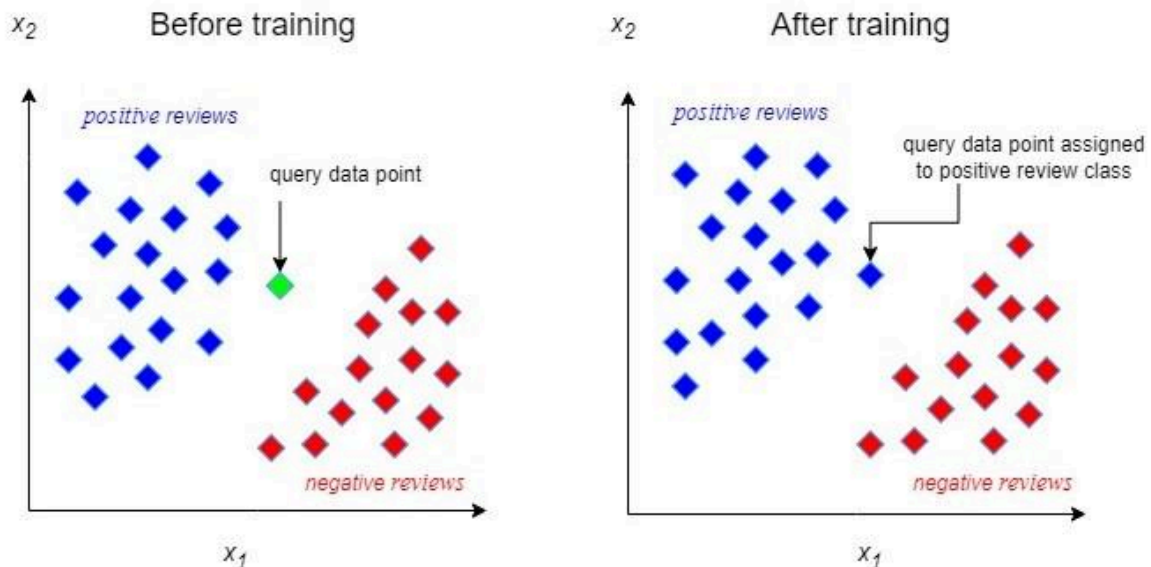 x2 Before training
positive reviews
query data point
negative reviews
x1
x2 After training
positive reviews
query data point assigned
to positive review class
negative reviews
x1